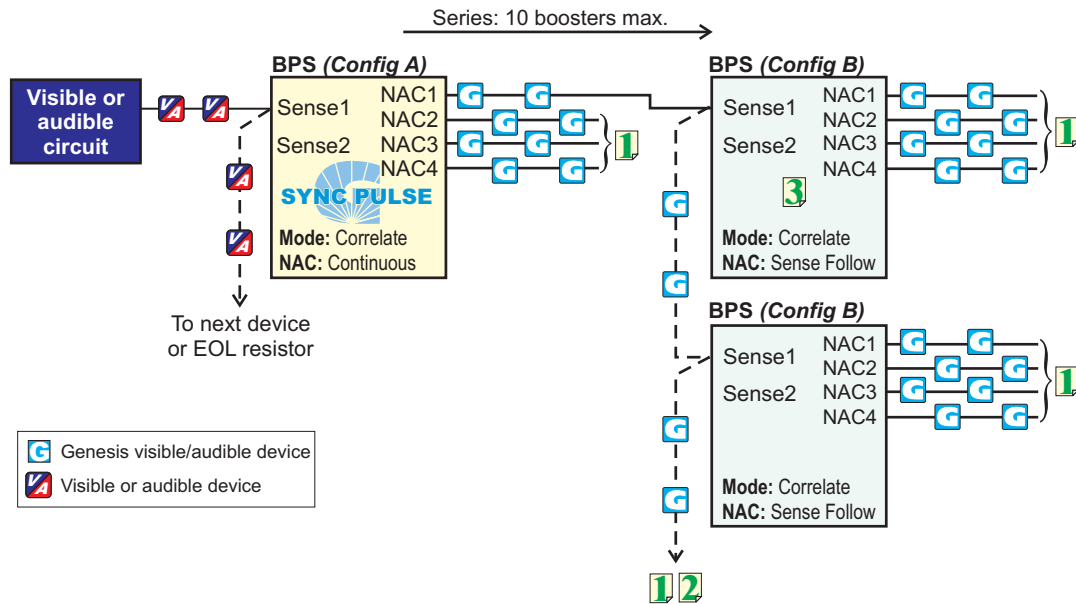 Series: 10 boosters max.
BPS (Config A)
BPS (Config B)
Visible or
audible
circuit
V/A
V/A
Sense1
Sense2
NAC1
NAC2
NAC3
NAC4
G
G
G
G
G
G
G
G
1
V/A
V/A
SYNC PULSE
Mode: Correlate
NAC: Continuous
To next device
or EOL resistor
Sense1
Sense2
NAC1
NAC2
NAC3
NAC4
G
G
G
G
G
G
G
G
1
3
Mode: Correlate
NAC: Sense Follow
G
G
BPS (Config B)
Sense1
Sense2
NAC1
NAC2
NAC3
NAC4
G
G
G
G
G
G
G
G
1
Mode: Correlate
NAC: Sense Follow
G
G
1 2
G Genesis visible/audible device
V/A Visible or audible device